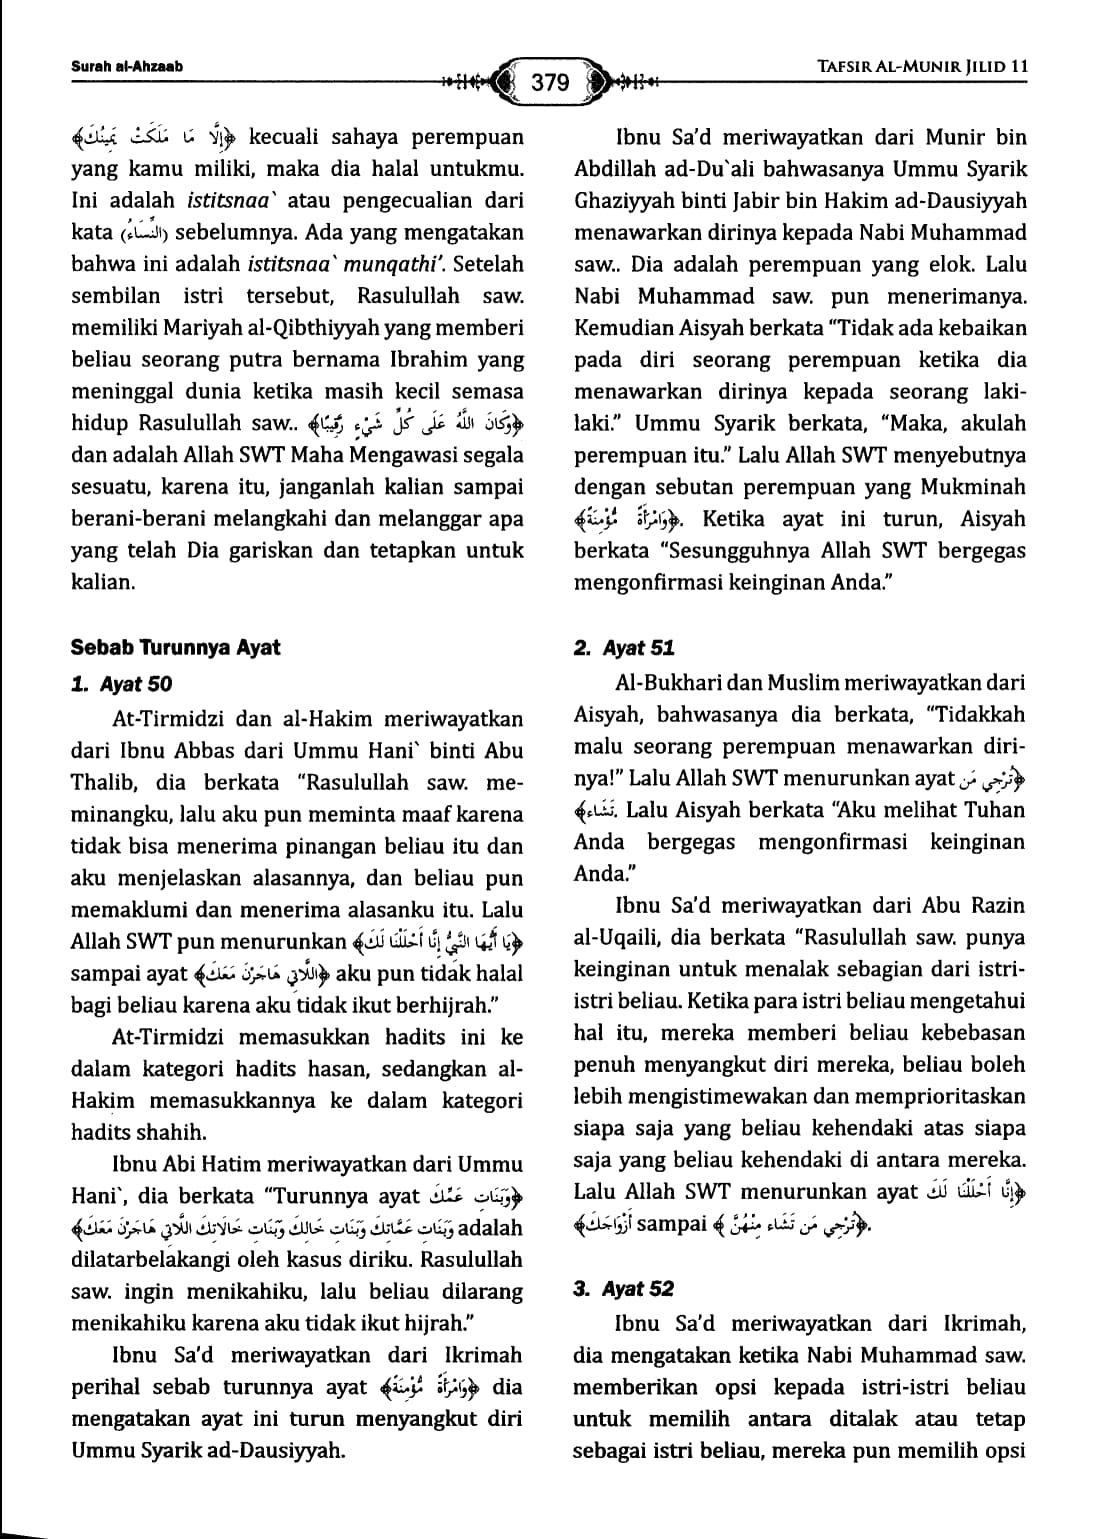 Surah al-Ahzaab
379
TAFSIR AL-MUNIR JILID 11
﴿إِلَّا مَا مَلَكَتْ يَمِينُكَ﴾ kecuali sahaya perempuan
yang kamu miliki, maka dia halal untukmu.
Ini adalah istitsnaa` atau pengecualian dari
kata (النِّسَاءُ) sebelumnya. Ada yang mengatakan
bahwa ini adalah istitsnaa` munqathi’. Setelah
sembilan istri tersebut, Rasulullah saw.
memiliki Mariyah al-Qibthiyyah yang memberi
beliau seorang putra bernama Ibrahim yang
meninggal dunia ketika masih kecil semasa
hidup Rasulullah saw.. ﴿وَكَانَ اللَّهُ عَلَى كُلِّ شَيْءٍ رَّقِيبًا﴾
dan adalah Allah SWT Maha Mengawasi segala
sesuatu, karena itu, janganlah kalian sampai
berani-berani melangkahi dan melanggar apa
yang telah Dia gariskan dan tetapkan untuk
kalian.
Sebab Turunnya Ayat
1. Ayat 50
At-Tirmidzi dan al-Hakim meriwayatkan
dari Ibnu Abbas dari Ummu Hani` binti Abu
Thalib, dia berkata “Rasulullah saw. me-
minangku, lalu aku pun meminta maaf karena
tidak bisa menerima pinangan beliau itu dan
aku menjelaskan alasannya, dan beliau pun
memaklumi dan menerima alasanku itu. Lalu
Allah SWT pun menurunkan ﴿يَا أَيُّهَا النَّبِيُّ إِنَّا أَحْلَلْنَا لَكَ﴾
sampai ayat ﴿اللَّاتِي هَاجَرْنَ مَعَكَ﴾ aku pun tidak halal
bagi beliau karena aku tidak ikut berhijrah.”
At-Tirmidzi memasukkan hadits ini ke
dalam kategori hadits hasan, sedangkan al-
Hakim memasukkannya ke dalam kategori
hadits shahih.
Ibnu Abi Hatim meriwayatkan dari Ummu
Hani`, dia berkata “Turunnya ayat ﴿وَبَنَاتِ عَمِّكَ
وَبَنَاتِ عَمَّاتِكَ وَبَنَاتِ خَالِكَ وَبَنَاتِ خَالَاتِكَ اللَّاتِي هَاجَرْنَ مَعَكَ﴾ adalah
dilatarbelakangi oleh kasus diriku. Rasulullah
saw. ingin menikahiku, lalu beliau dilarang
menikahiku karena aku tidak ikut hijrah.”
Ibnu Sa’d meriwayatkan dari Ikrimah
perihal sebab turunnya ayat ﴿وَامْرَأَةً مُّؤْمِنَةً﴾ dia
mengatakan ayat ini turun menyangkut diri
Ummu Syarik ad-Dausiyyah.
Ibnu Sa’d meriwayatkan dari Munir bin
Abdillah ad-Du`ali bahwasanya Ummu Syarik
Ghaziyyah binti Jabir bin Hakim ad-Dausiyyah
menawarkan dirinya kepada Nabi Muhammad
saw.. Dia adalah perempuan yang elok. Lalu
Nabi Muhammad saw. pun menerimanya.
Kemudian Aisyah berkata “Tidak ada kebaikan
pada diri seorang perempuan ketika dia
menawarkan dirinya kepada seorang laki-
laki.” Ummu Syarik berkata, “Maka, akulah
perempuan itu.” Lalu Allah SWT menyebutnya
dengan sebutan perempuan yang Mukminah
﴿وَامْرَأَةً مُّؤْمِنَةً﴾. Ketika ayat ini turun, Aisyah
berkata “Sesungguhnya Allah SWT bergegas
mengonfirmasi keinginan Anda.”
2. Ayat 51
Al-Bukhari dan Muslim meriwayatkan dari
Aisyah, bahwasanya dia berkata, “Tidakkah
malu seorang perempuan menawarkan diri-
nya!” Lalu Allah SWT menurunkan ayat ﴿تُرْجِي مَن
تَشَاء﴾. Lalu Aisyah berkata “Aku melihat Tuhan
Anda bergegas mengonfirmasi keinginan
Anda.”
Ibnu Sa’d meriwayatkan dari Abu Razin
al-Uqaili, dia berkata “Rasulullah saw. punya
keinginan untuk menalak sebagian dari istri-
istri beliau. Ketika para istri beliau mengetahui
hal itu, mereka memberi beliau kebebasan
penuh menyangkut diri mereka, beliau boleh
lebih mengistimewakan dan memprioritaskan
siapa saja yang beliau kehendaki atas siapa
saja yang beliau kehendaki di antara mereka.
Lalu Allah SWT menurunkan ayat ﴿إِنَّا أَحْلَلْنَا لَكَ
أَزْوَاجَكَ﴾ sampai ﴿تُرْجِي مَن تَشَاء مِنْهُنَّ﴾.
3. Ayat 52
Ibnu Sa’d meriwayatkan dari Ikrimah,
dia mengatakan ketika Nabi Muhammad saw.
memberikan opsi kepada istri-istri beliau
untuk memilih antara ditalak atau tetap
sebagai istri beliau, mereka pun memilih opsi